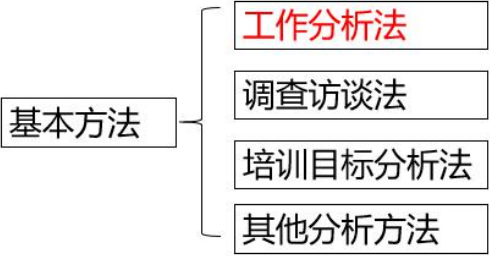 工作分析法
调查访谈法
基本方法
培训目标分析法
其他分析方法